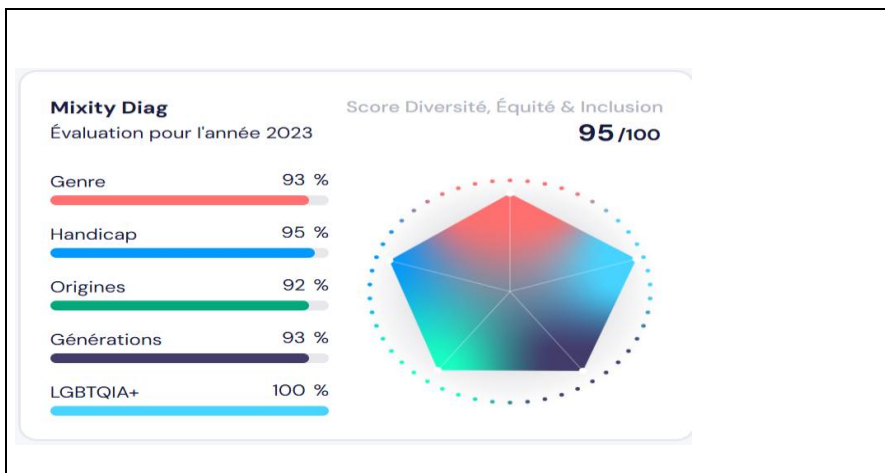 Mixity Diag
Évaluation pour l'année 2023
Score Diversité, Équité & Inclusion
95/100
Genre 93 %
Handicap 95 %
Origines 92 %
Générations 93 %
LGBTQIA+ 100 %